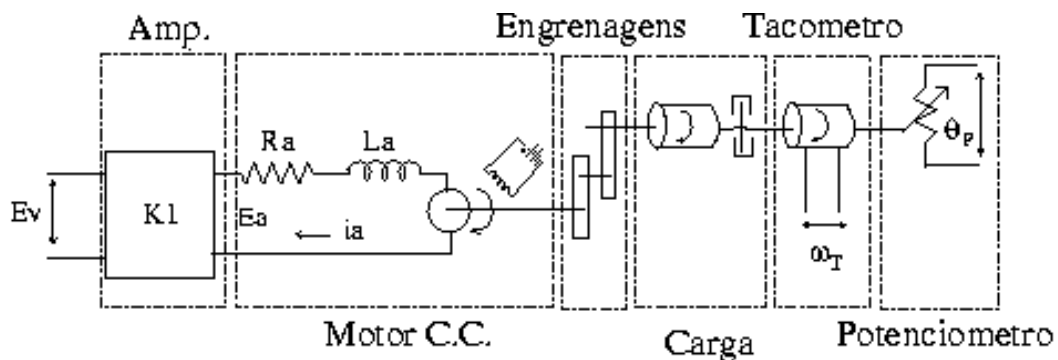 Amp.
Engrenagens
Tacometro
Ra
La
Ev
K1
Ea
ia
θP
ωT
Motor C.C.
Carga
Potenciometro